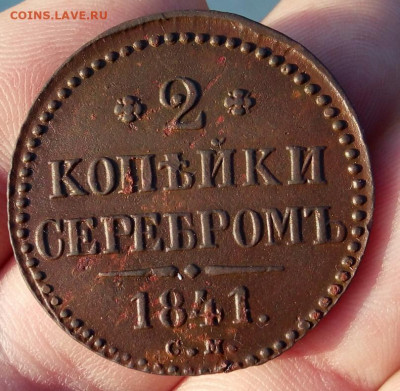 COINS.LAVE.RU
2
КОПѢЙКИ
СЕРЕБРОМЪ
1841.
С.М.